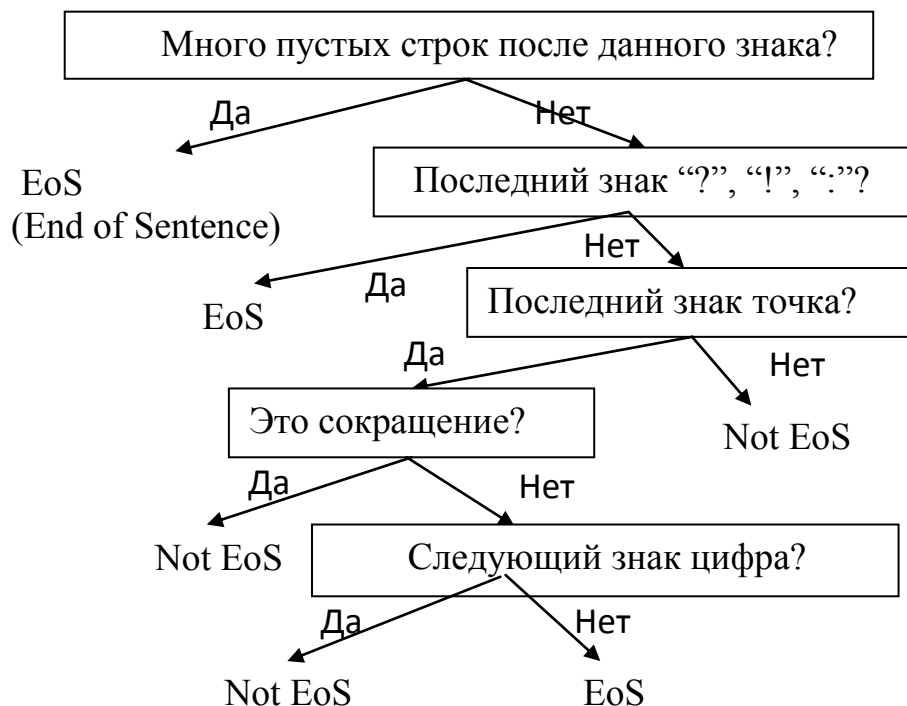 Много пустых строк после данного знака?
Да
Нет
EoS
(End of Sentence)
Последний знак “?”, “!”, “:”?
Да
Нет
EoS
Последний знак точка?
Да
Нет
Это сокращение?
Not EoS
Да
Нет
Not EoS
Следующий знак цифра?
Да
Нет
Not EoS
EoS